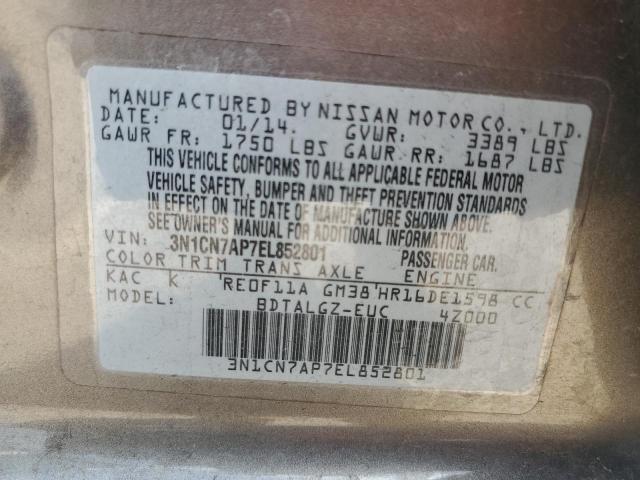 MANUFACTURED BY NISSAN MOTOR CO., LTD.
DATE: 01/14. GVWR: 3389 LBS
GAWR FR: 1750 LBS GAWR RR: 1687 LBS
THIS VEHICLE CONFORMS TO ALL APPLICABLE FEDERAL MOTOR
VEHICLE SAFETY, BUMPER AND THEFT PREVENTION STANDARDS
IN EFFECT ON THE DATE OF MANUFACTURE SHOWN ABOVE.
SEE OWNER'S MANUAL FOR ADDITIONAL INFORMATION
VIN: 3N1CN7AP7EL852801 PASSENGER CAR.
COLOR TRIM TRANS AXLE ENGINE
KAC K 'RE0F11A GM38'HR16DE1598 CC
BDTALGZ-EUC 4Z000
3N1CN7AP7EL852801